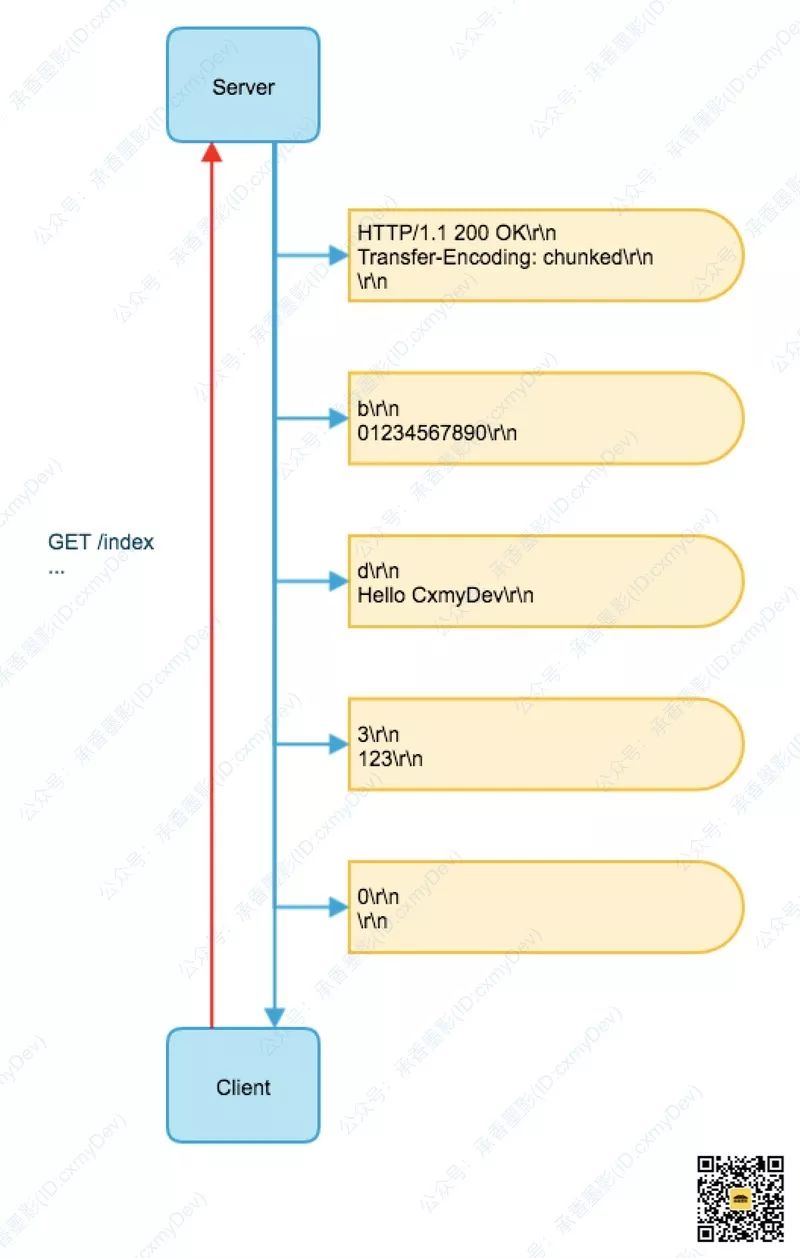 Server
HTTP/1.1 200 OK\r\n
Transfer-Encoding: chunked\r\n
\r\n
b\r\n
01234567890\r\n
GET /index
...
d\r\n
Hello CxmyDev\r\n
3\r\n
123\r\n
0\r\n
\r\n
Client
公众号：承香墨影(ID:cxmyDev)